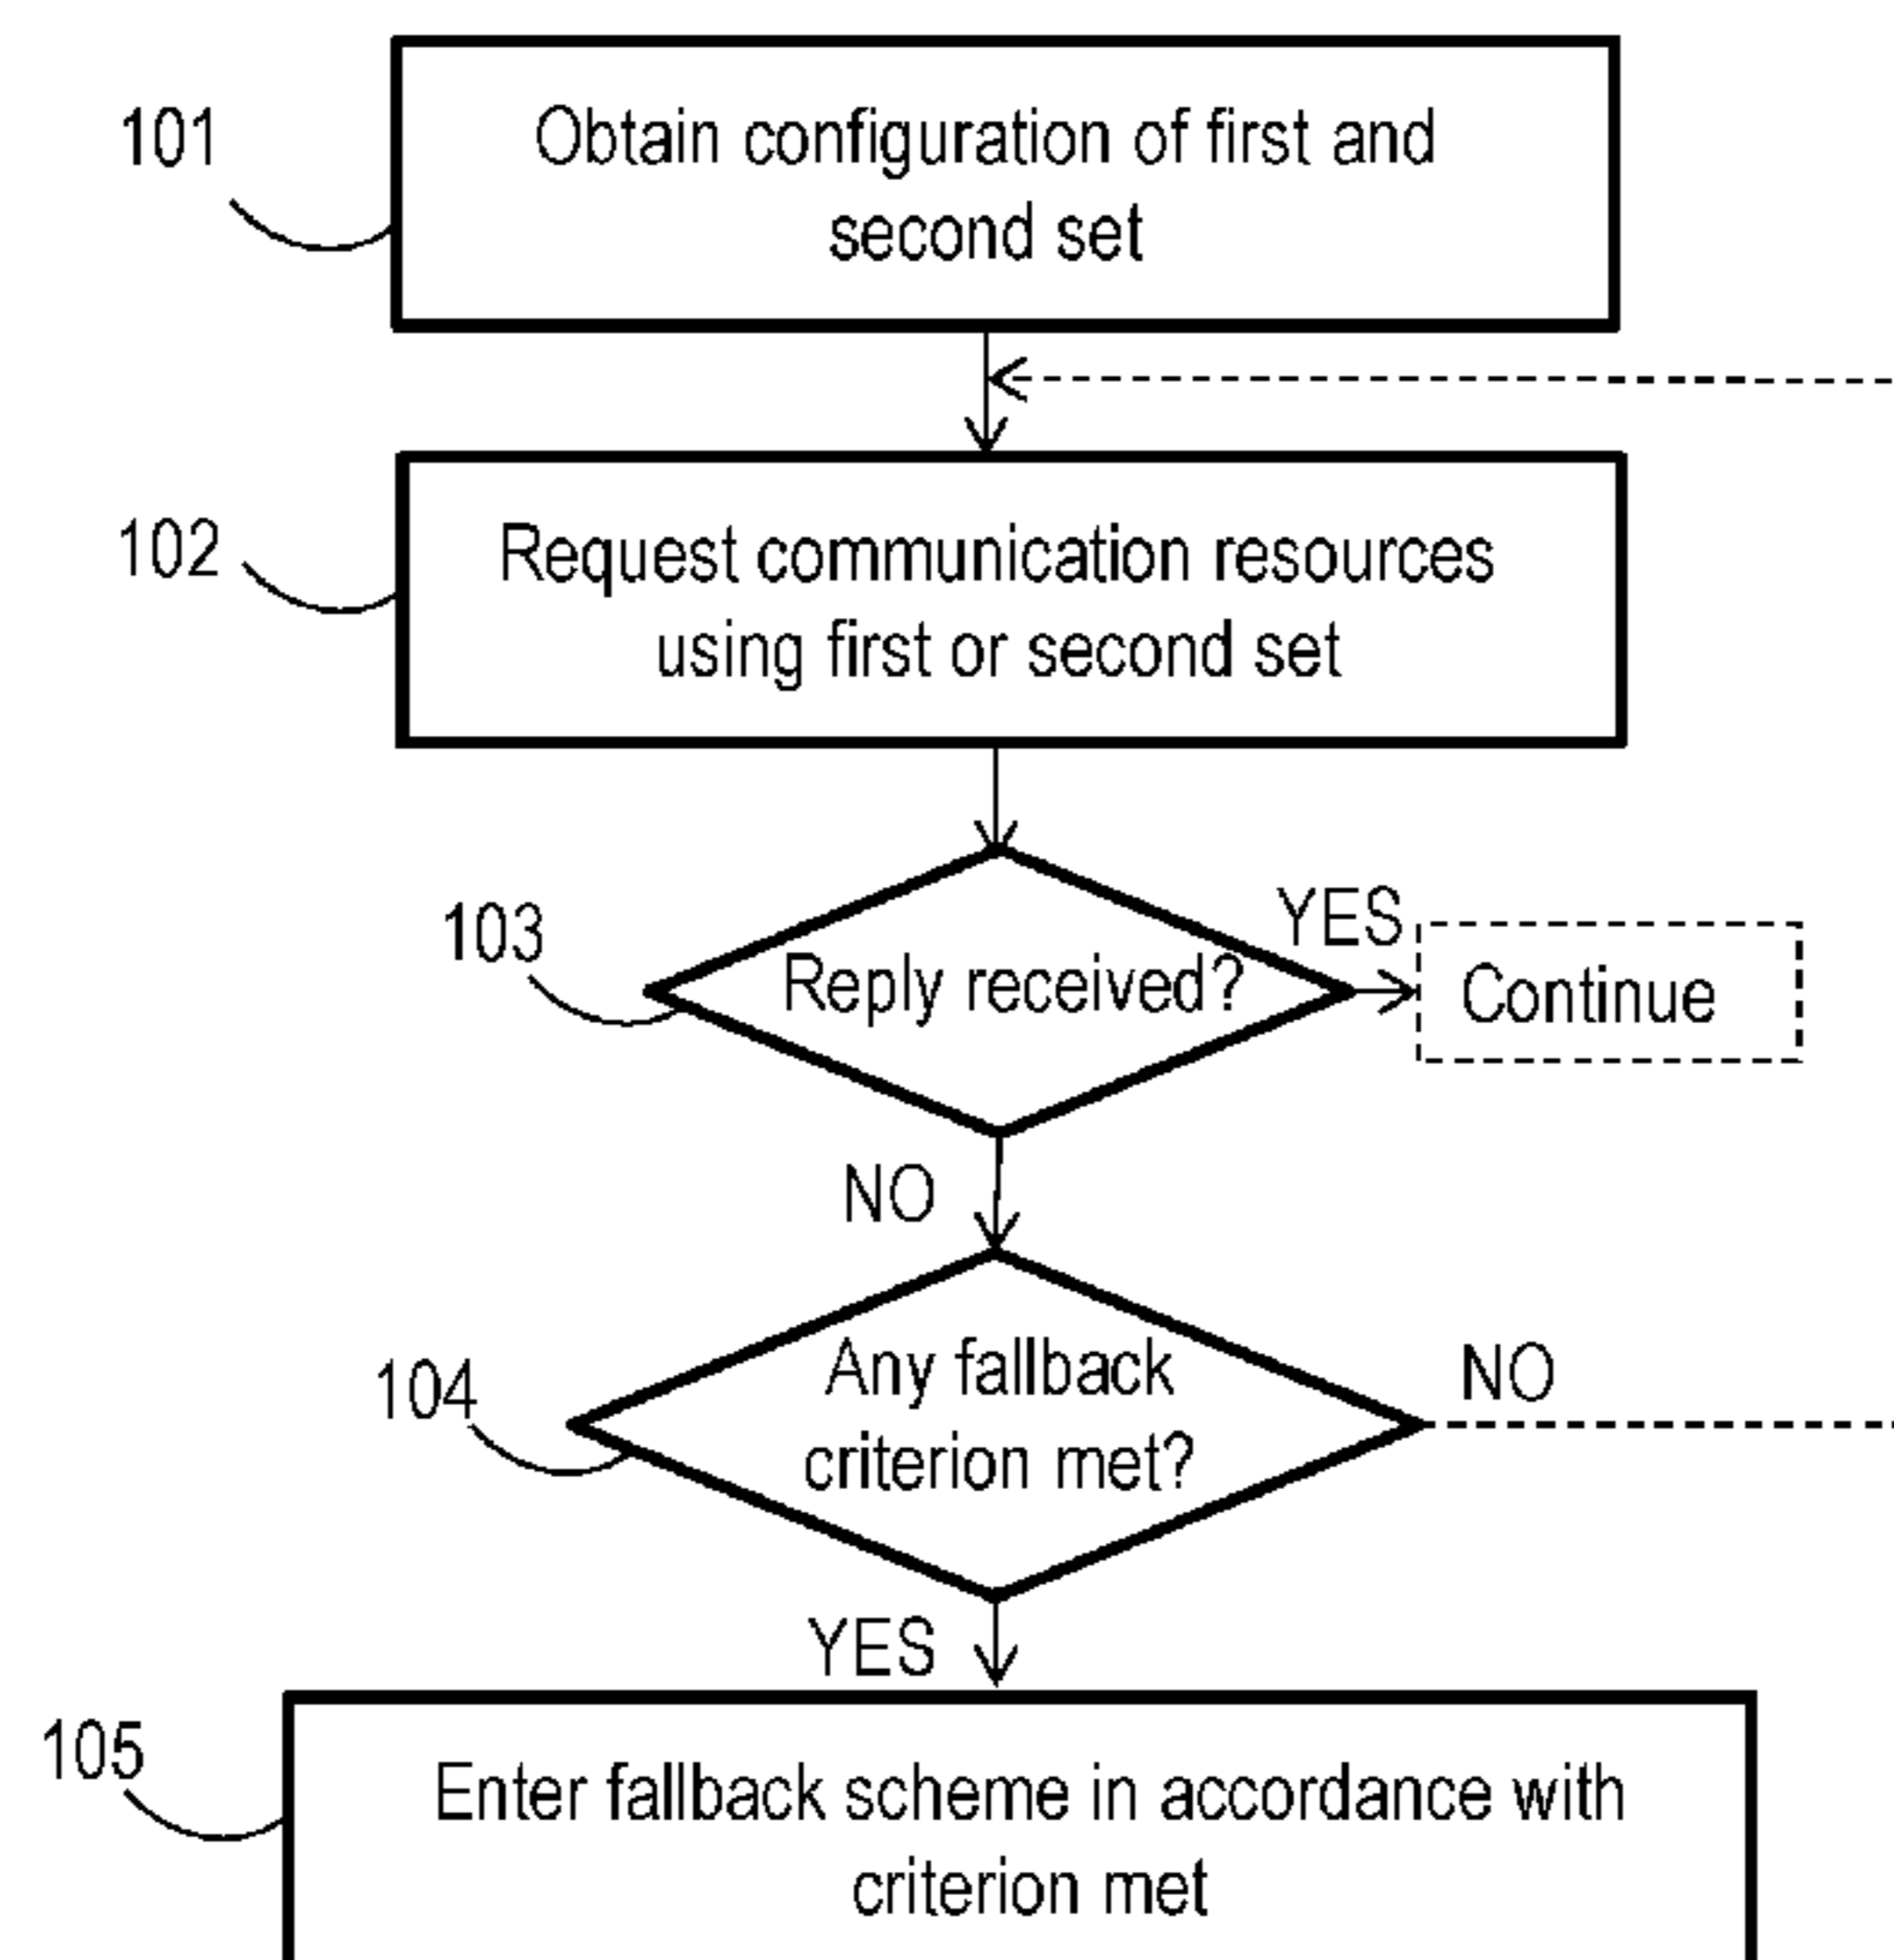 101
Obtain configuration of first and
second set
102
Request communication resources
using first or second set
103
Reply received?
YES
Continue
NO
104
Any fallback
criterion met?
NO
YES
105
Enter fallback scheme in accordance with
criterion met